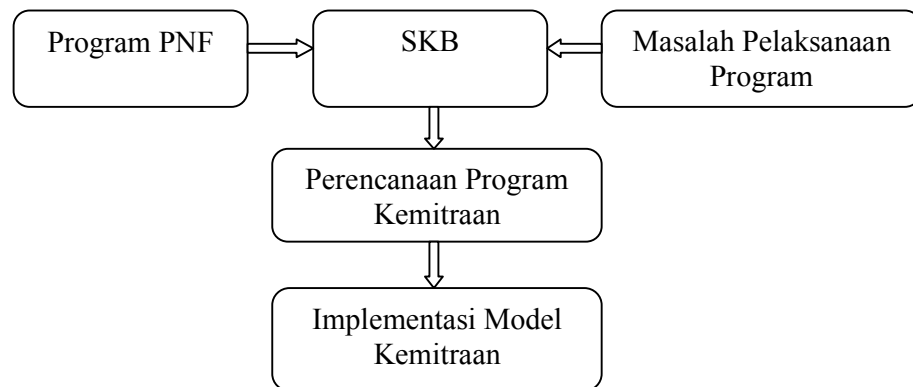 Program PNF
SKB
Masalah Pelaksanaan
Program
Perencanaan Program
Kemitraan
Implementasi Model
Kemitraan